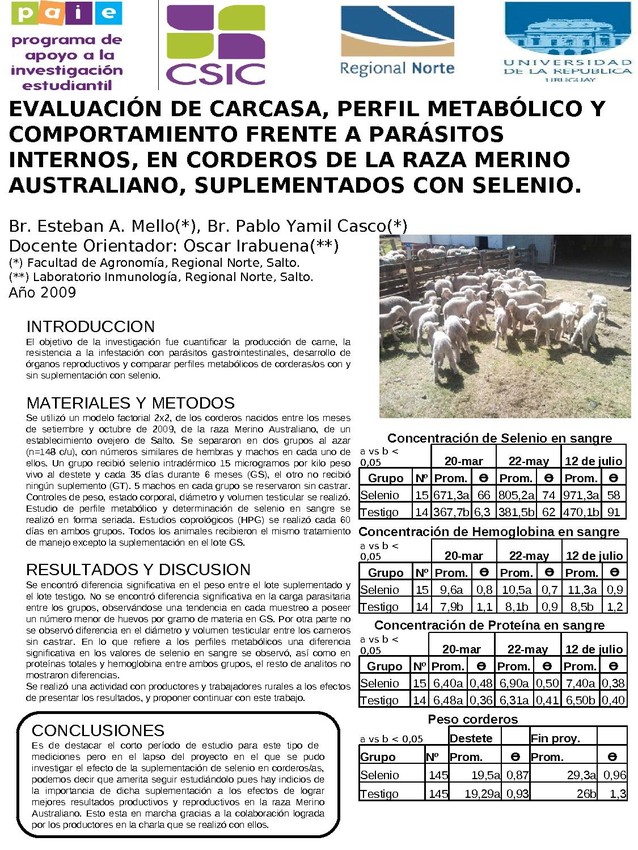 paie
programa de
apoyo a la
investigación
estudiantil
CSIC
Regional Norte
UNIVERSIDAD
DE LA REPUBLICA
URUGUAY
EVALUACIÓN DE CARCASA, PERFIL METABÓLICO Y
COMPORTAMIENTO FRENTE A PARÁSITOS
INTERNOS, EN CORDEROS DE LA RAZA MERINO
AUSTRALIANO, SUPLEMENTADOS CON SELENIO.
Br. Esteban A. Mello(*), Br. Pablo Yamil Casco(*)
Docente Orientador: Oscar Irabuena(**)
(*) Facultad de Agronomía, Regional Norte, Salto.
(**) Laboratorio Inmunología, Regional Norte, Salto.
Año 2009
INTRODUCCION
El objetivo de la investigación fue cuantificar la producción de carne, la
resistencia a la infestación con parásitos gastrointestinales, desarrollo de
órganos reproductivos y comparar perfiles metabólicos de corderas/os con y
sin suplementación con selenio.
MATERIALES Y METODOS
Se utilizó un modelo factorial 2x2, de los corderos nacidos entre los meses
de setiembre y octubre de 2009, de la raza Merino Australiano, de un
establecimiento ovejero de Salto. Se separaron en dos grupos al azar
(n=148 c/u), con números similares de hembras y machos en cada uno de
ellos. Un grupo recibió selenio intradérmico 15 microgramos por kilo peso
vivo al destete y cada 35 días durante 6 meses (GS), el otro no recibió
ningún suplemento (GT). 5 machos en cada grupo se reservaron sin castrar.
Controles de peso, estado corporal, diámetro y volumen testicular se realizó.
Estudio de perfile metabólico y determinación de selenio en sangre se
realizó en forma seriada. Estudios coprológicos (HPG) se realizó cada 60
días en ambos grupos. Todos los animales recibieron el mismo tratamiento
de manejo excepto la suplementación en el lote GS.
RESULTADOS Y DISCUSION
Se encontró diferencia significativa en el peso entre el lote suplementado y
el lote testigo. No se encontró diferencia significativa en la carga parasitaria
entre los grupos, observándose una tendencia en cada muestreo a poseer
un número menor de huevos por gramo de materia en GS. Por otra parte no
se observó diferencia en el diámetro y volumen testicular entre los carneros
sin castrar. En lo que refiere a los perfiles metabólicos una diferencia
significativa en los valores de selenio en sangre se observó, así como en
proteínas totales y hemoglobina entre ambos grupos, el resto de analitos no
mostraron diferencias.
Se realizó una actividad con productores y trabajadores rurales a los efectos
de presentar los resultados, y proponer continuar con este trabajo.
CONCLUSIONES
Es de destacar el corto período de estudio para este tipo de
mediciones pero en el lapso del proyecto en el que se pudo
investigar el efecto de la suplementación de selenio en corderos/as,
podemos decir que amerita seguir estudiándolo pues hay indicios de
la importancia de dicha suplementación a los efectos de lograr
mejores resultados productivos y reproductivos en la raza Merino
Australiano. Esto esta en marcha gracias a la colaboración lograda
por los productores en la charla que se realizó con ellos.
Concentración de Selenio en sangre
a vs b < 0,05 20-mar 22-may 12 de julio
Grupo Nº Prom. Ө Prom. Ө Prom. Ө
Selenio 15 671,3a 66 805,2a 74 971,3a 58
Testigo 14 367,7b 6,3 381,5b 62 470,1b 91
Concentración de Hemoglobina en sangre
a vs b < 0,05 20-mar 22-may 12 de julio
Grupo Nº Prom. Ө Prom. Ө Prom. Ө
Selenio 15 9,6a 0,8 10,5a 0,7 11,3a 0,9
Testigo 14 7,9b 1,1 8,1b 0,9 8,5b 1,2
Concentración de Proteína en sangre
a vs b < 0,05 20-mar 22-may 12 de julio
Grupo Nº Prom. Ө Prom. Ө Prom. Ө
Selenio 15 6,40a 0,48 6,90a 0,50 7,40a 0,38
Testigo 14 6,48a 0,36 6,31a 0,41 6,50b 0,40
Peso corderos
a vs b < 0,05 Destete Fin proy.
Grupo Nº Prom. Ө Prom. Ө
Selenio 145 19,5a 0,87 29,3a 0,96
Testigo 145 19,29a 0,93 26b 1,3